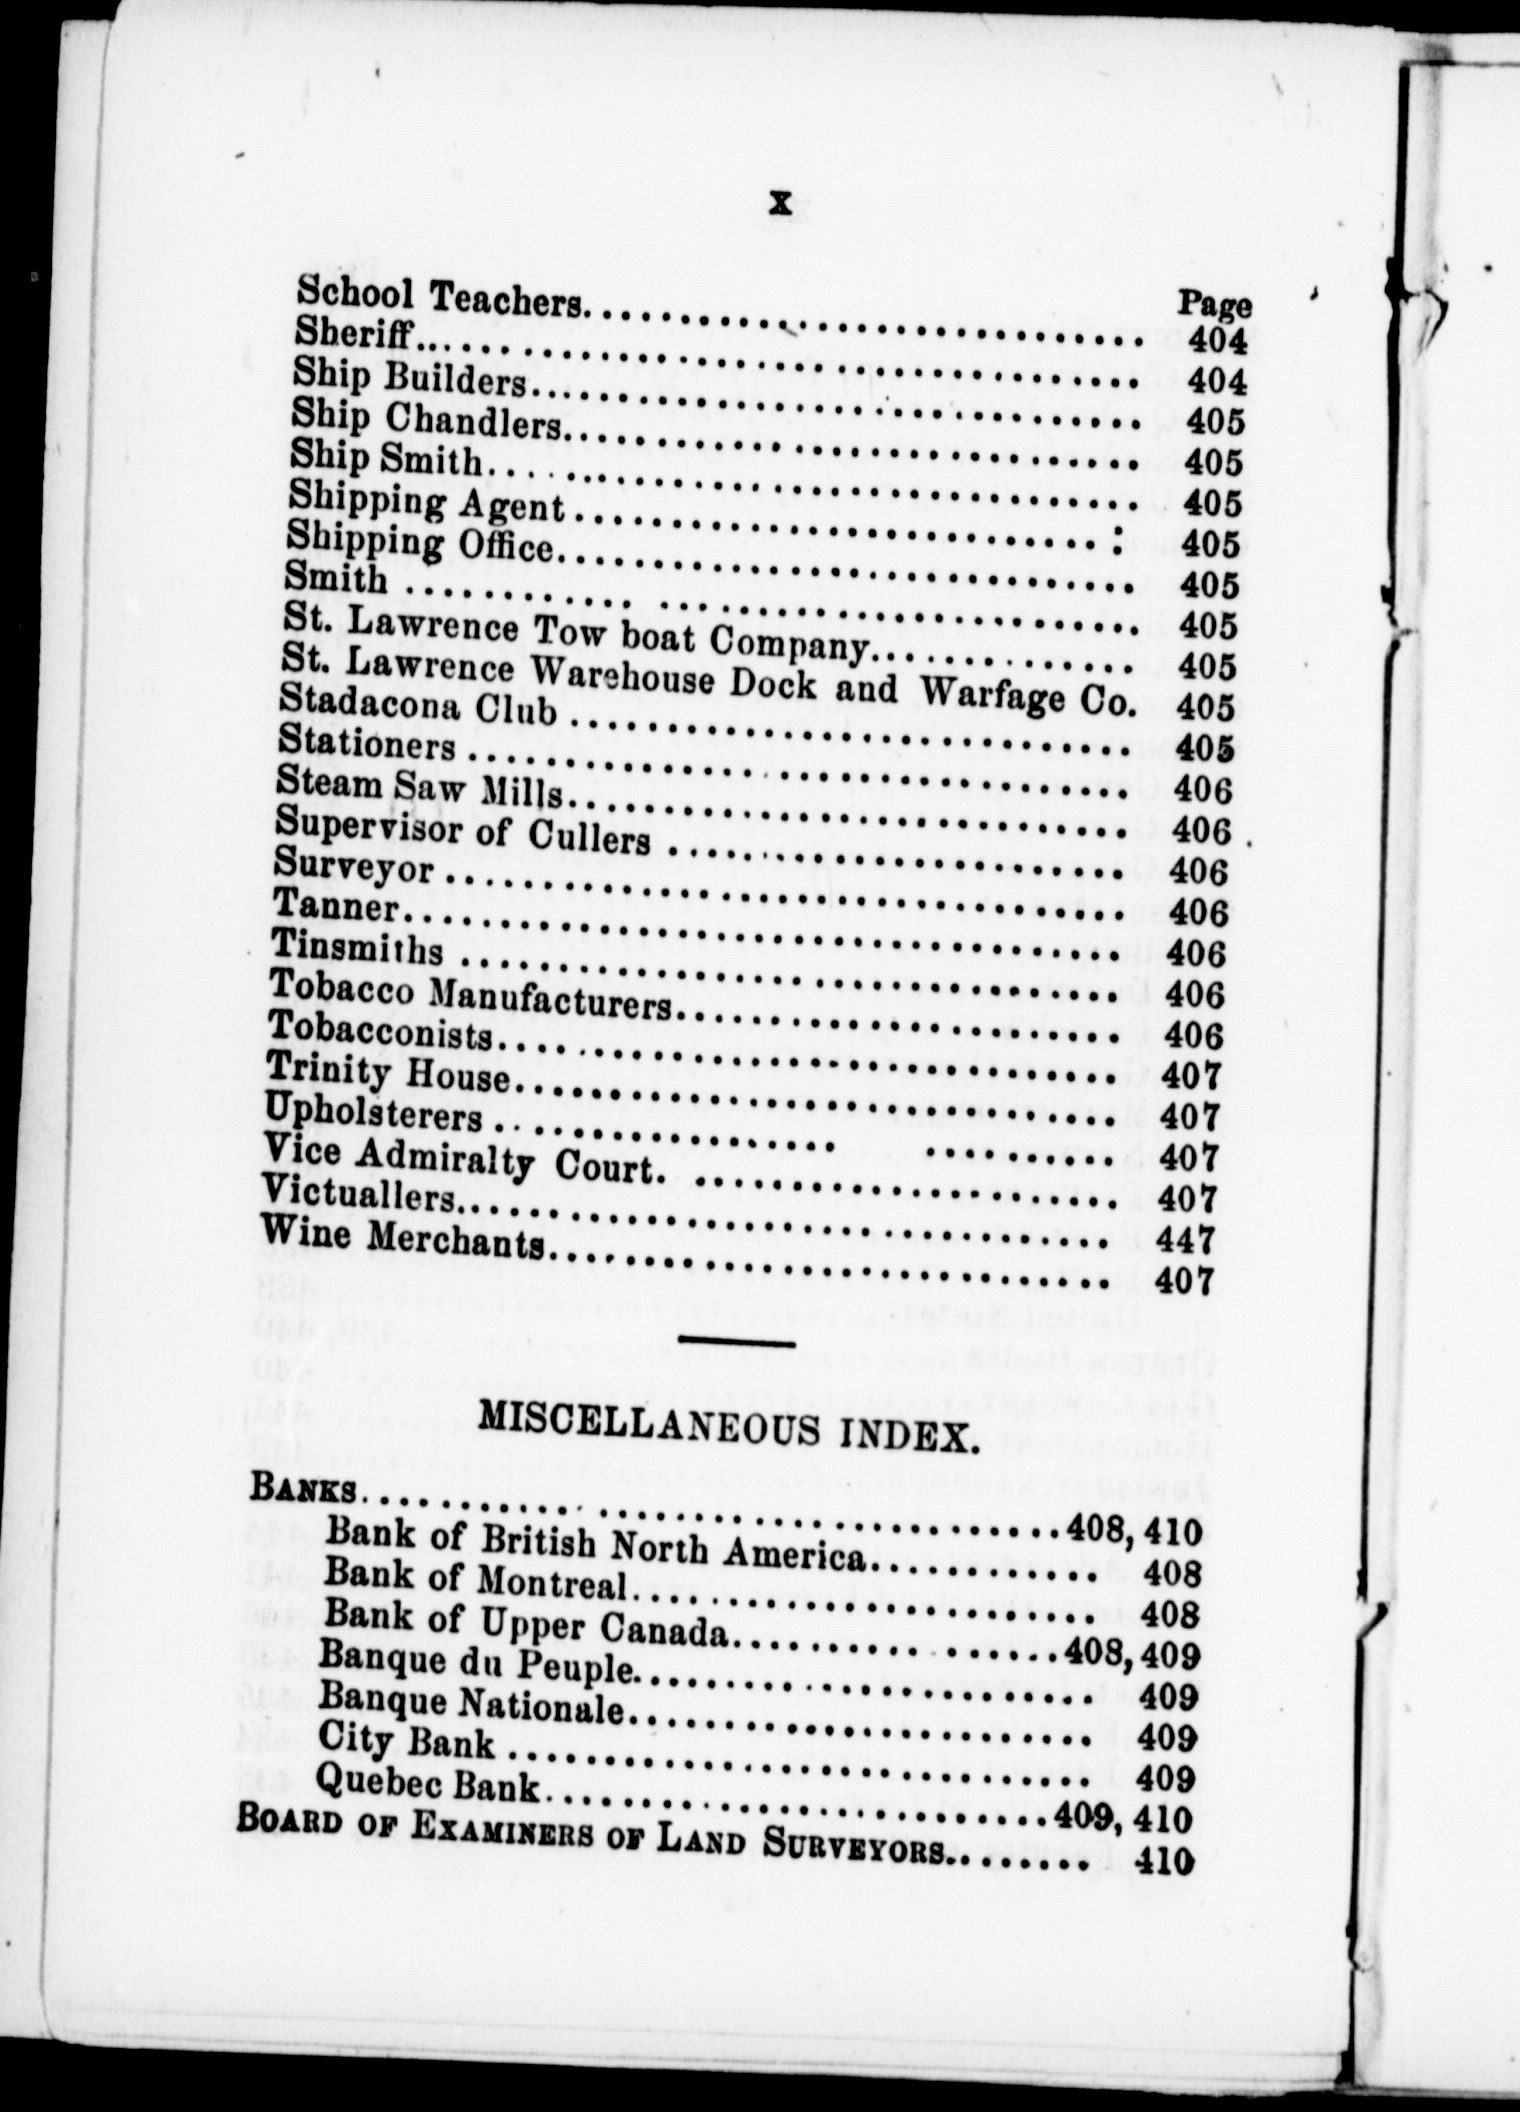 X
Page
School Teachers.............................. 404
Sheriff.............................. 404
Ship Builders.............................. 405
Ship Chandlers.............................. 405
Ship Smith.............................. 405
Shipping Agent.............................. 405
Shipping Office.............................. 405
Smith .............................. 405
St. Lawrence Tow boat Company.............. 405
St. Lawrence Warehouse Dock and Warfage Co. 405
Stadacona Club .............................. 405
Stationers .............................. 406
Steam Saw Mills.............................. 406
Supervisor of Cullers ........................ 406
Surveyor .............................. 406
Tanner.............................. 406
Tinsmiths .............................. 406
Tobacco Manufacturers........................ 406
Tobacconists.............................. 407
Trinity House.............................. 407
Upholsterers .............................. 407
Vice Admiralty Court. ...................... 407
Victuallers.............................. 447
Wine Merchants.............................. 407
MISCELLANEOUS INDEX.
BANKS..............................408, 410
Bank of British North America............ 408
Bank of Montreal........................ 408
Bank of Upper Canada................408, 409
Banque du Peuple........................ 409
Banque Nationale........................ 409
City Bank .............................. 409
Quebec Bank..........................409, 410
BOARD OF EXAMINERS OF LAND SURVEYORS........ 410